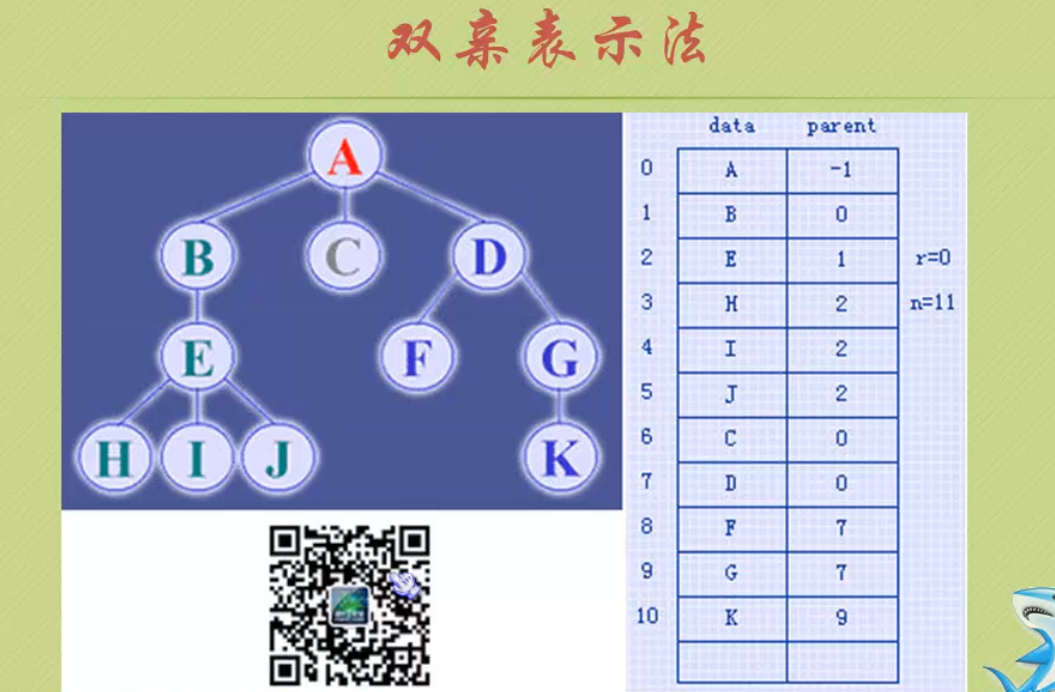 双亲表示法
A
B C D
E F G
H I J K
data parent
0 A -1
1 B 0
2 E 1 r=0
3 H 2 n=11
4 I 2
5 J 2
6 C 0
7 D 0
8 F 7
9 G 7
10 K 9